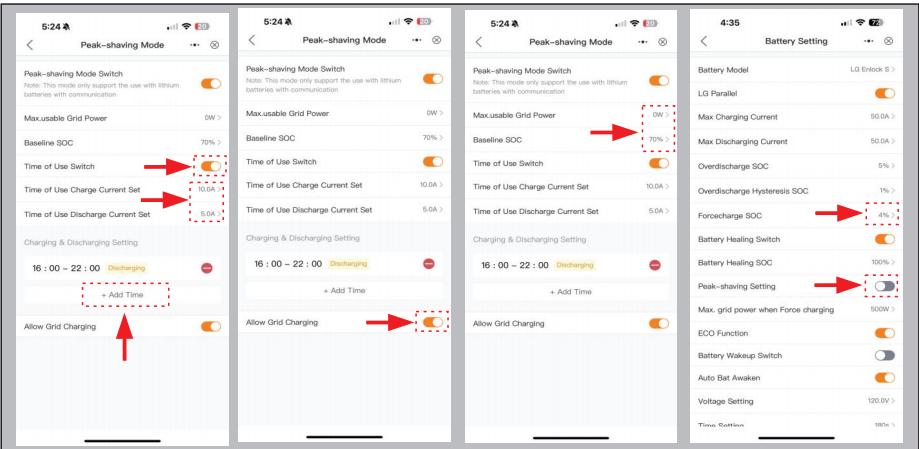 5:24
20
Peak-shaving Mode
Peak-shaving Mode Switch
Note: This mode only support the use with lithium
batteries with communication
Max.usable Grid Power 0W >
Baseline SOC 70% >
Time of Use Switch
Time of Use Charge Current Set 10.0A >
Time of Use Discharge Current Set 5.0A >
Charging & Discharging Setting
16 : 00 – 22 : 00 Discharging
+ Add Time
Allow Grid Charging
5:24
20
Peak-shaving Mode
Peak-shaving Mode Switch
Note: This mode only support the use with lithium
batteries with communication
Max.usable Grid Power 0W >
Baseline SOC 70% >
Time of Use Switch
Time of Use Charge Current Set 10.0A >
Time of Use Discharge Current Set 5.0A >
Charging & Discharging Setting
16 : 00 – 22 : 00 Discharging
+ Add Time
Allow Grid Charging
5:24
20
Peak-shaving Mode
Peak-shaving Mode Switch
Note: This mode only support the use with lithium
batteries with communication
Max.usable Grid Power 0W >
Baseline SOC 70% >
Time of Use Switch
Time of Use Charge Current Set 10.0A >
Time of Use Discharge Current Set 5.0A >
Charging & Discharging Setting
16 : 00 – 22 : 00 Discharging
+ Add Time
Allow Grid Charging
4:35
72
Battery Setting
Battery Model LG Enlock S >
LG Parallel
Max Charging Current 50.0A >
Max Discharging Current 50.0A >
Overdischarge SOC 5% >
Overdischarge Hysteresis SOC 1% >
Forcecharge SOC 4% >
Battery Healing Switch
Battery Healing SOC 100% >
Peak-shaving Setting
Max. grid power when Force charging 500W >
ECO Function
Battery Wakeup Switch
Auto Bat Awaken
Voltage Setting 120.0V >
Time Setting 180s >